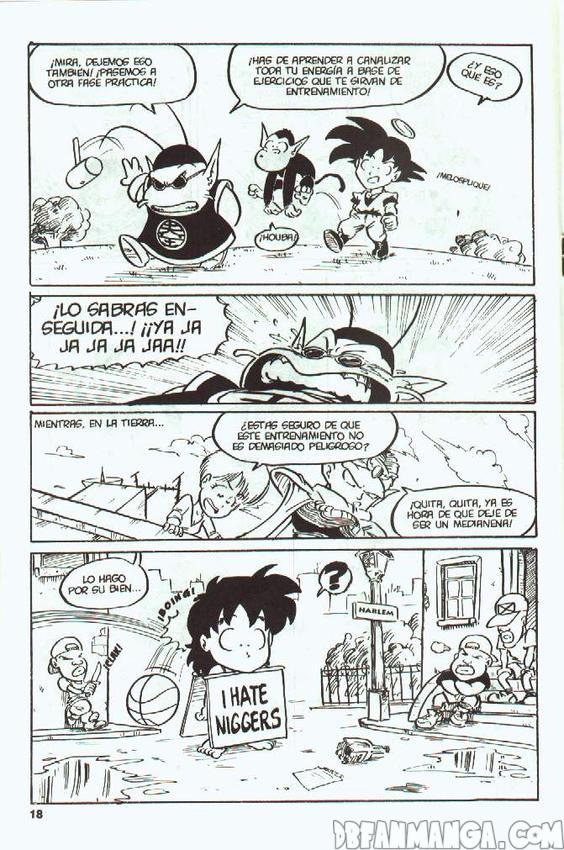 ¡MIRA, DEJEMOS ESO
TAMBIÉN! ¡PASEMOS A
OTRA FASE PRACTICA!
¡HAS DE APRENDER A CANALIZAR
TODA TU ENERGÍA A BASE DE
EJERCICIOS QUE TE SIRVAN DE
ENTRENAMIENTO!
¿Y ESO
QUE ES?
¡MELOSPLIQUE!
¡HOUBA!
¡LO SABRAS EN-
SEGUIDA...! ¡¡YA JA
JA JA JA JAA!!
MIENTRAS, EN LA TIERRA...
¿ESTAS SEGURO DE QUE
ESTE ENTRENAMIENTO NO
ES DEMASIADO PELIGROSO?
¡QUITA, QUITA, YA ES
HORA DE QUE DEJE DE
SER UN MEDIANENA!
LO HAGO
POR SU BIEN...
¡BOING!
?
HARLEM
¡CLAK!
I HATE
NIGGERS
18
DBFANMANGA.COM